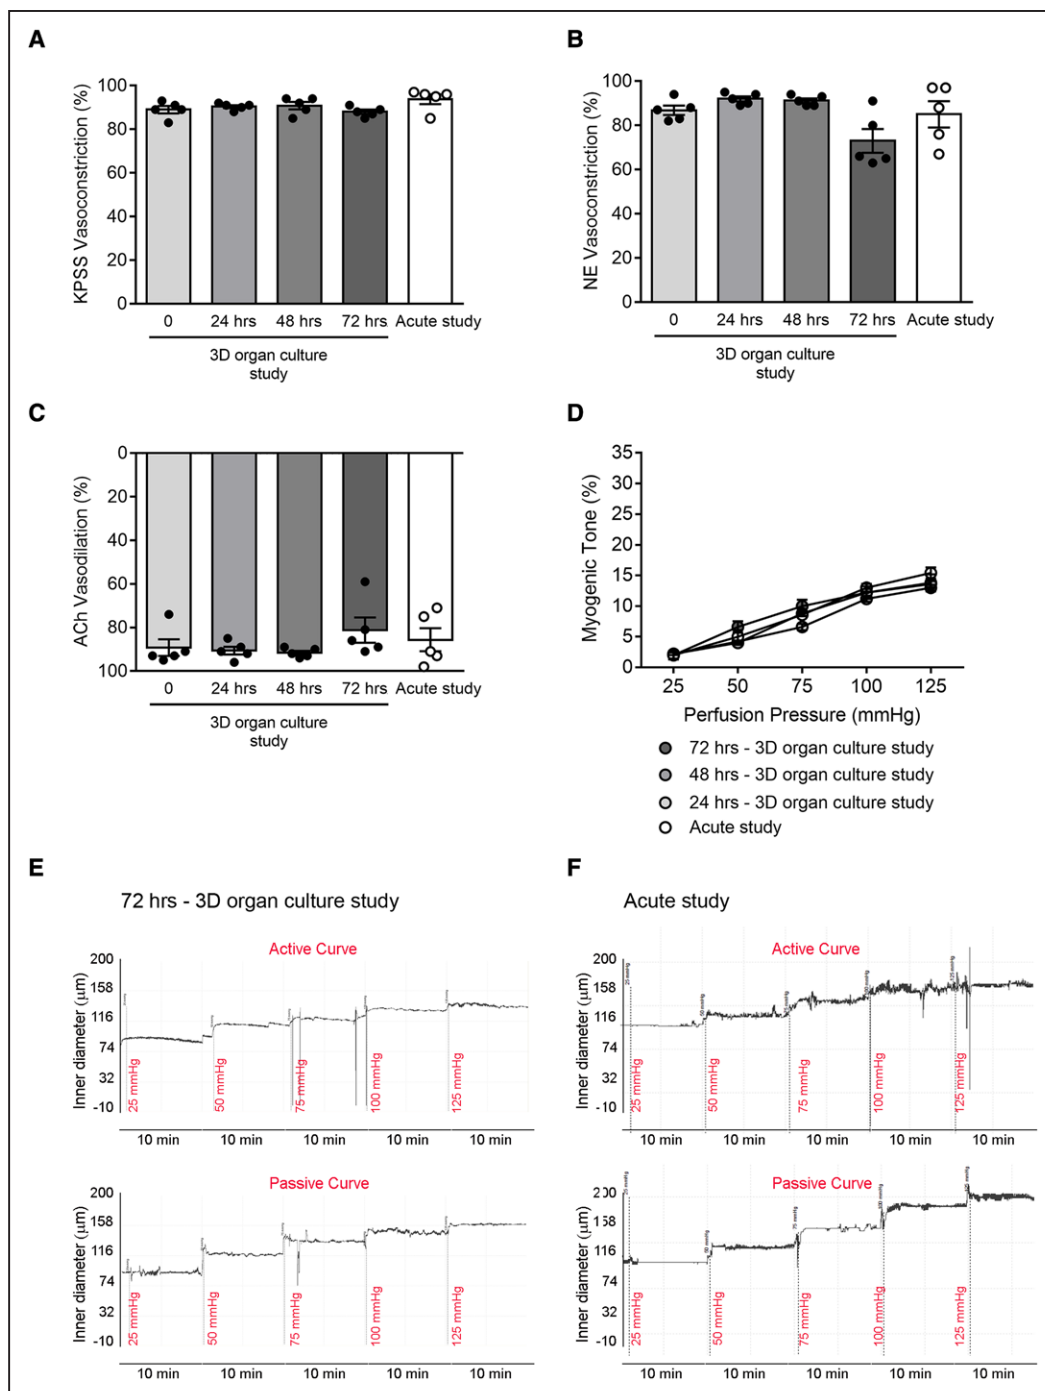 A
KPSS Vasoconstriction (%)
100
80
60
40
20
0
0 24 hrs 48 hrs 72 hrs Acute study
3D organ culture
study
B
NE Vasoconstriction (%)
100
80
60
40
20
0
0 24 hrs 48 hrs 72 hrs Acute study
3D organ culture
study
C
ACh Vasodilation (%)
0
20
40
60
80
100
0 24 hrs 48 hrs 72 hrs Acute study
3D organ culture
study
D
Myogenic Tone (%)
35
30
25
20
15
10
5
0
25 50 75 100 125
Perfusion Pressure (mmHg)
72 hrs - 3D organ culture study
48 hrs - 3D organ culture study
24 hrs - 3D organ culture study
Acute study
E
72 hrs - 3D organ culture study
Active Curve
Inner diameter (μm)
200
158
116
74
32
-10
25 mmHg
50 mmHg
75 mmHg
100 mmHg
125 mmHg
10 min 10 min 10 min 10 min 10 min
Passive Curve
Inner diameter (μm)
200
158
116
74
32
-10
25 mmHg
50 mmHg
75 mmHg
100 mmHg
125 mmHg
10 min 10 min 10 min 10 min 10 min
F
Acute study
Active Curve
Inner diameter (μm)
200
158
116
74
32
-10
25 mmHg
50 mmHg
75 mmHg
100 mmHg
125 mmHg
10 min 10 min 10 min 10 min 10 min
Passive Curve
Inner diameter (μm)
230
158
116
74
32
-10
25 mmHg
50 mmHg
75 mmHg
100 mmHg
125 mmHg
10 min 10 min 10 min 10 min 10 min